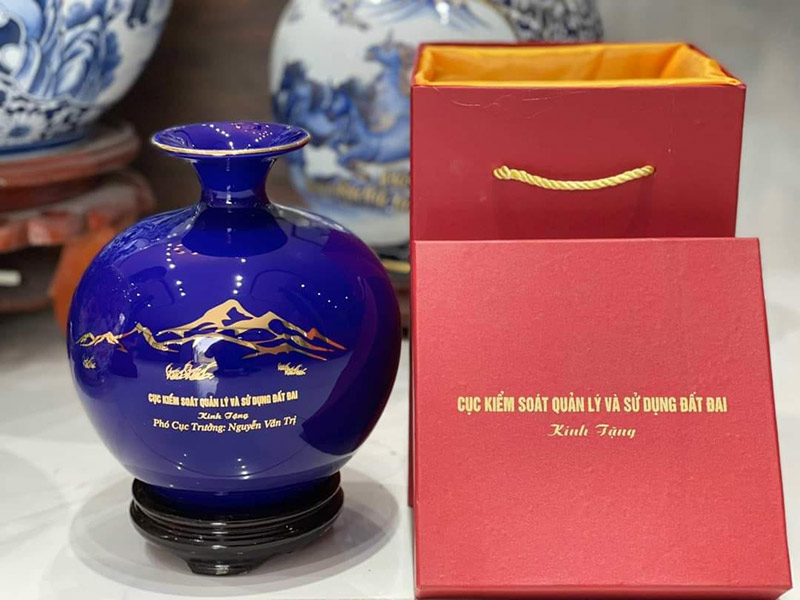 CỤC KIỂM SOÁT QUẢN LÝ VÀ SỬ DỤNG ĐẤT ĐAI
Kính Tặng
Phó Cục Trưởng: Nguyễn Văn Trị
CỤC KIỂM SOÁT QUẢN LÝ VÀ SỬ DỤNG ĐẤT ĐAI
Kính Tặng